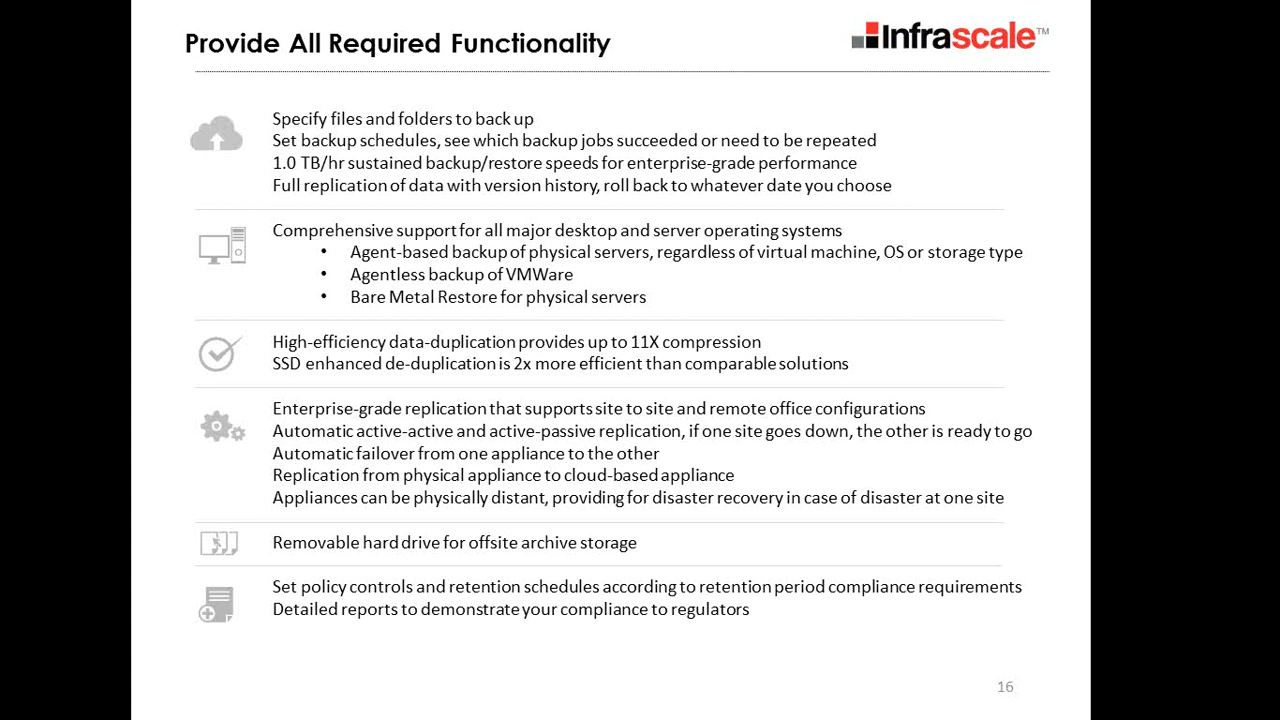 Provide All Required Functionality
Infrascale™
Specify files and folders to back up
Set backup schedules, see which backup jobs succeeded or need to be repeated
1.0 TB/hr sustained backup/restore speeds for enterprise-grade performance
Full replication of data with version history, roll back to whatever date you choose
Comprehensive support for all major desktop and server operating systems
• Agent-based backup of physical servers, regardless of virtual machine, OS or storage type
• Agentless backup of VMWare
• Bare Metal Restore for physical servers
High-efficiency data-duplication provides up to 11X compression
SSD enhanced de-duplication is 2x more efficient than comparable solutions
Enterprise-grade replication that supports site to site and remote office configurations
Automatic active-active and active-passive replication, if one site goes down, the other is ready to go
Automatic failover from one appliance to the other
Replication from physical appliance to cloud-based appliance
Appliances can be physically distant, providing for disaster recovery in case of disaster at one site
Removable hard drive for offsite archive storage
Set policy controls and retention schedules according to retention period compliance requirements
Detailed reports to demonstrate your compliance to regulators
16